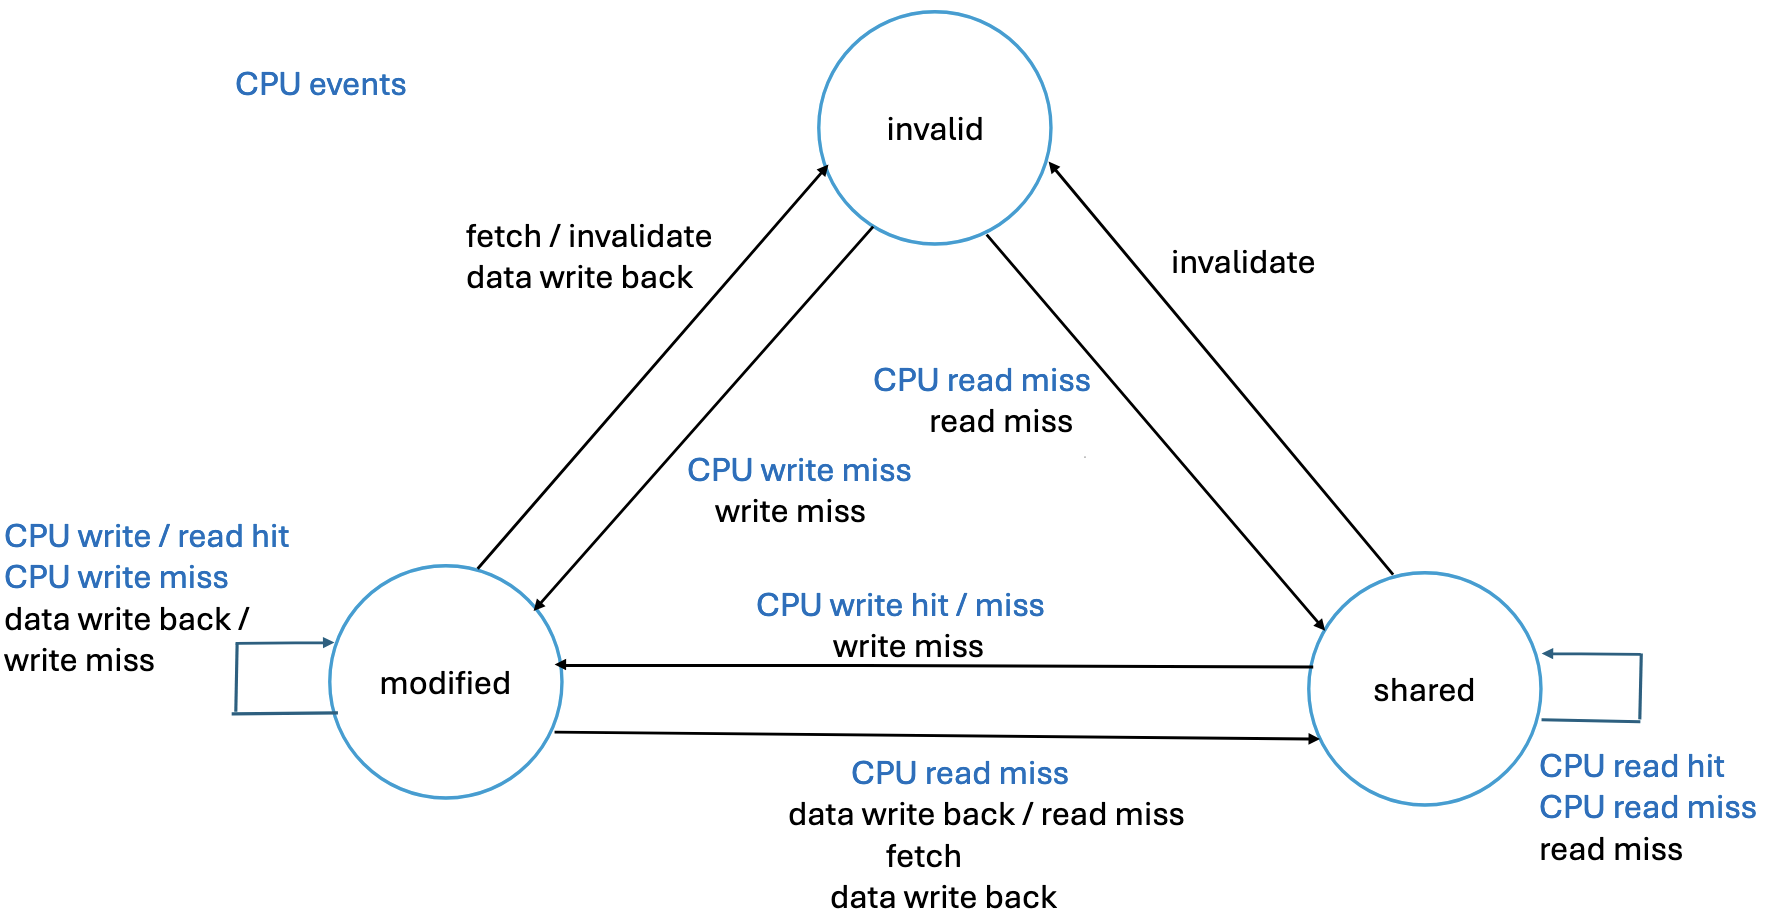 CPU events
invalid
fetch / invalidate
data write back
invalidate
CPU read miss
read miss
CPU write miss
write miss
CPU write / read hit
CPU write miss
data write back /
write miss
modified
CPU write hit / miss
write miss
shared
CPU read miss
data write back / read miss
fetch
data write back
CPU read hit
CPU read miss
read miss